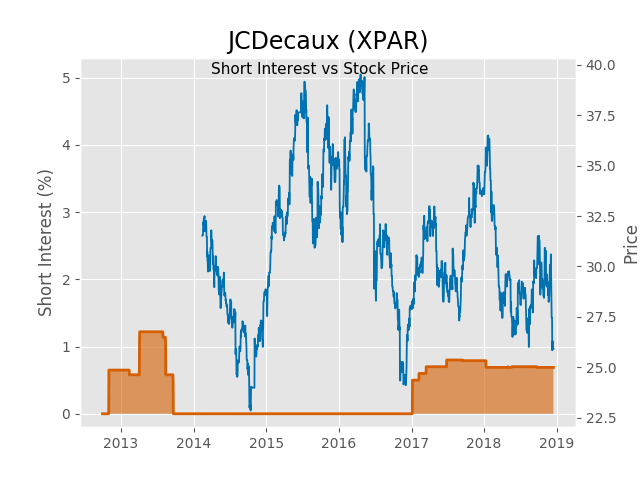 JCDecaux (XPAR)
Short Interest vs Stock Price
Short Interest (%)
5
4
3
2
1
0
40.0
37.5
35.0
32.5
30.0
27.5
25.0
22.5
Price
2013 2014 2015 2016 2017 2018 2019